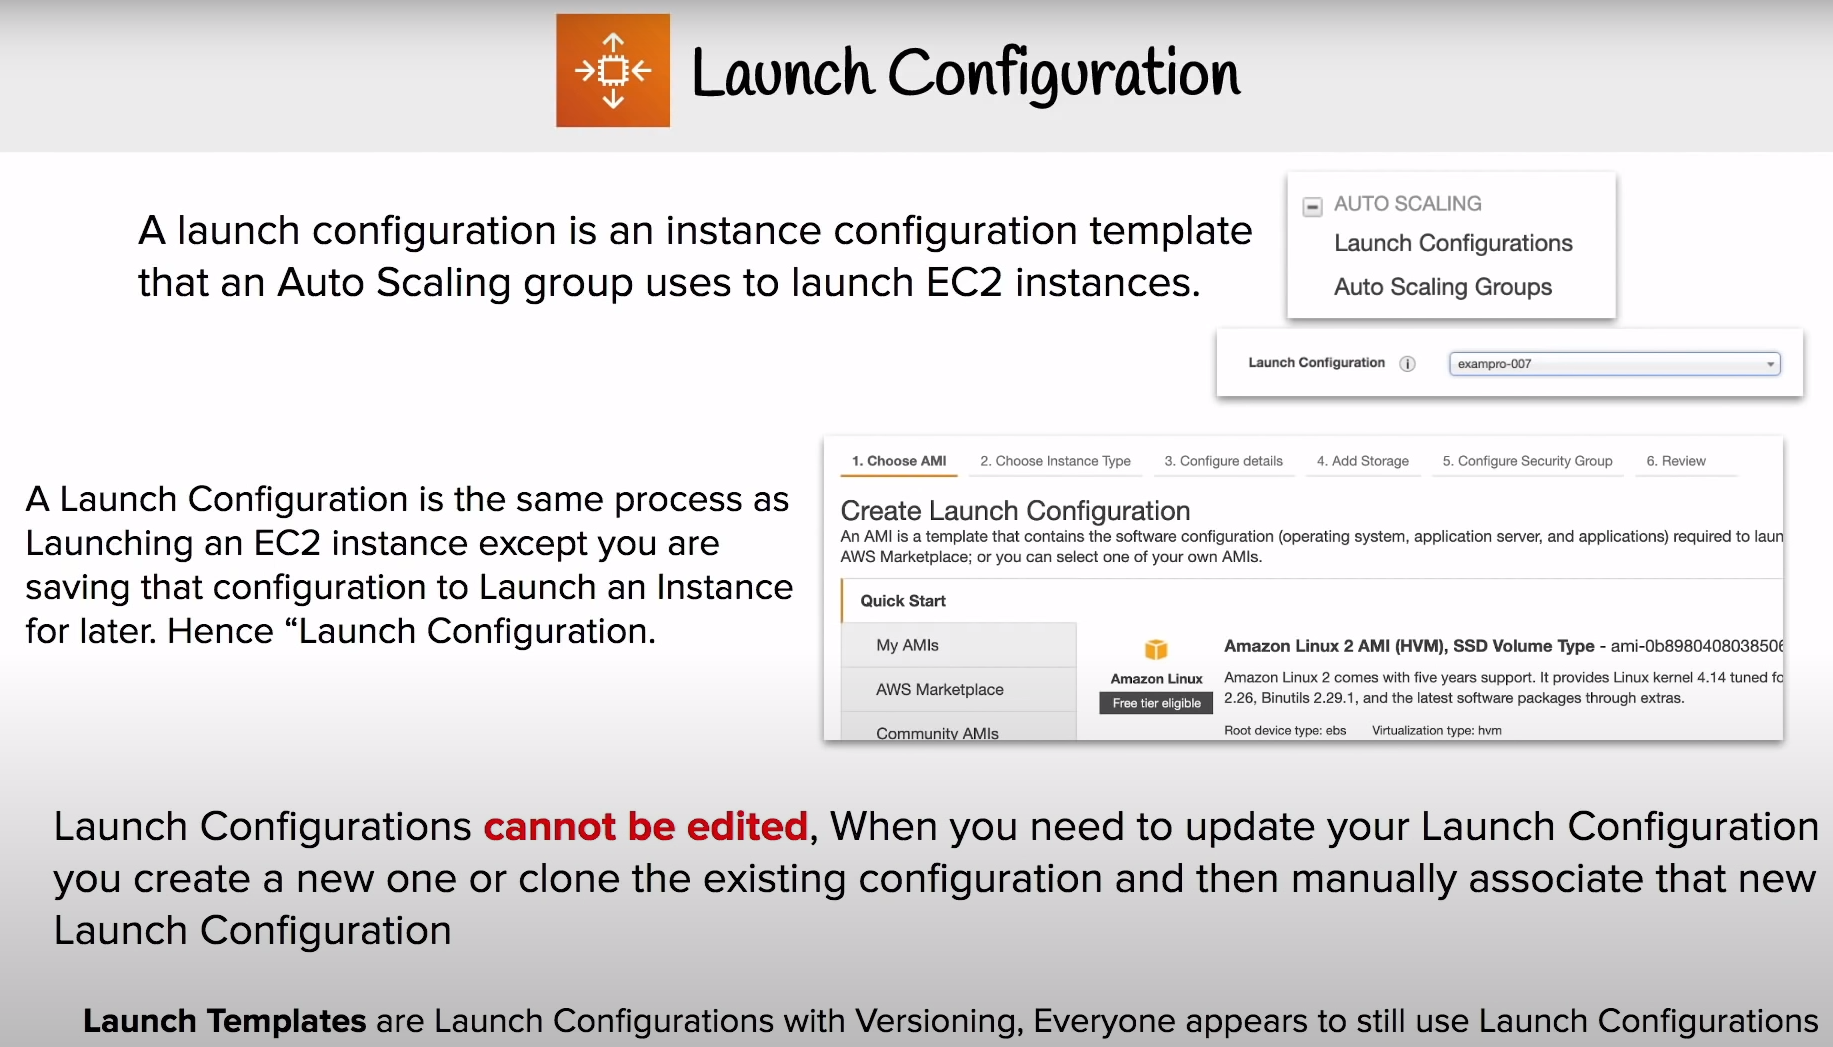 Launch Configuration
A launch configuration is an instance configuration template
that an Auto Scaling group uses to launch EC2 instances.
AUTO SCALING
Launch Configurations
Auto Scaling Groups
Launch Configuration i exampro-007
A Launch Configuration is the same process as
Launching an EC2 instance except you are
saving that configuration to Launch an Instance
for later. Hence “Launch Configuration.
1. Choose AMI 2. Choose Instance Type 3. Configure details 4. Add Storage 5. Configure Security Group 6. Review
Create Launch Configuration
An AMI is a template that contains the software configuration (operating system, application server, and applications) required to laun
AWS Marketplace; or you can select one of your own AMIs.
Quick Start
My AMIs
AWS Marketplace
Community AMIs
Amazon Linux
Free tier eligible
Amazon Linux 2 AMI (HVM), SSD Volume Type - ami-0b898040803850
Amazon Linux 2 comes with five years support. It provides Linux kernel 4.14 tuned fo
2.26, Binutils 2.29.1, and the latest software packages through extras.
Root device type: ebs Virtualization type: hvm
Launch Configurations cannot be edited, When you need to update your Launch Configuration
you create a new one or clone the existing configuration and then manually associate that new
Launch Configuration
Launch Templates are Launch Configurations with Versioning, Everyone appears to still use Launch Configurations